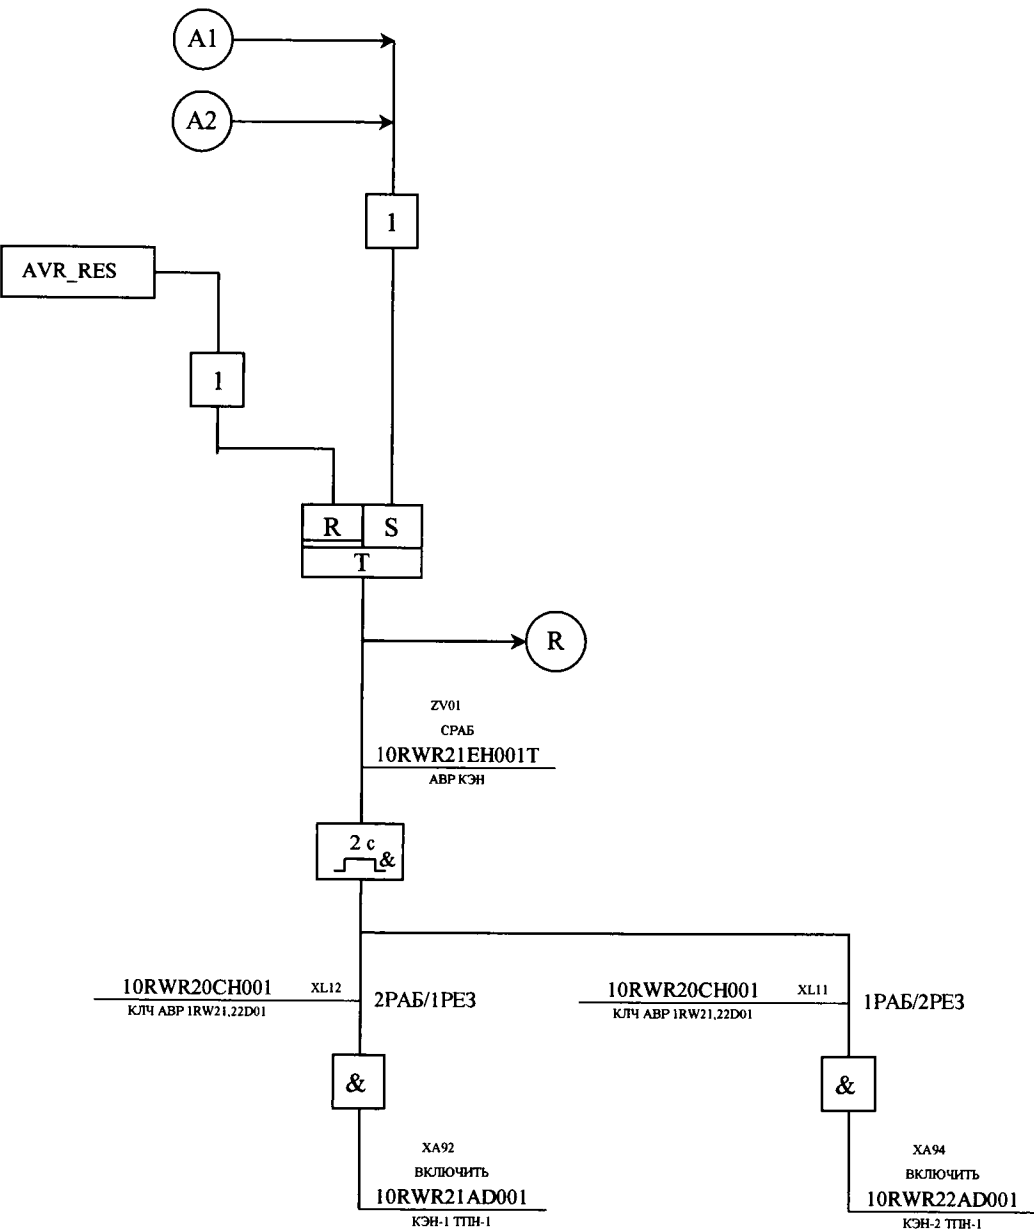 A1
A2
1
AVR_RES
1
R S
T
R
ZV01
СРАБ
10RWR21EH001T
АВР КЭН
2 с
&
10RWR20CH001 XL12
КЛЧ АВР 1RW21,22D01
2РАБ/1РЕЗ
10RWR20CH001 XL11
КЛЧ АВР 1RW21,22D01
1РАБ/2РЕЗ
&
&
XA92
ВКЛЮЧИТЬ
10RWR21AD001
КЭН-1 ТПН-1
XA94
ВКЛЮЧИТЬ
10RWR22AD001
КЭН-2 ТПН-1